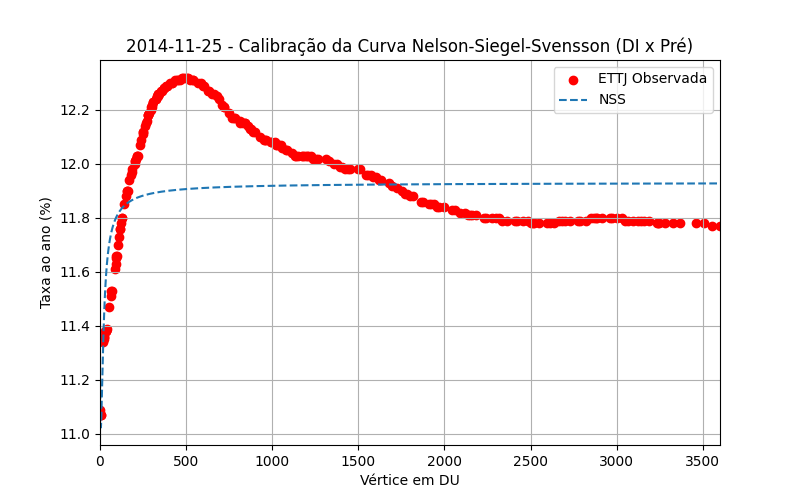 2014-11-25 - Calibração da Curva Nelson-Siegel-Svensson (DI x Pré)
ETTJ Observada
NSS
Taxa ao ano (%)
12.2
12.0
11.8
11.6
11.4
11.2
11.0
0 500 1000 1500 2000 2500 3000 3500
Vértice em DU